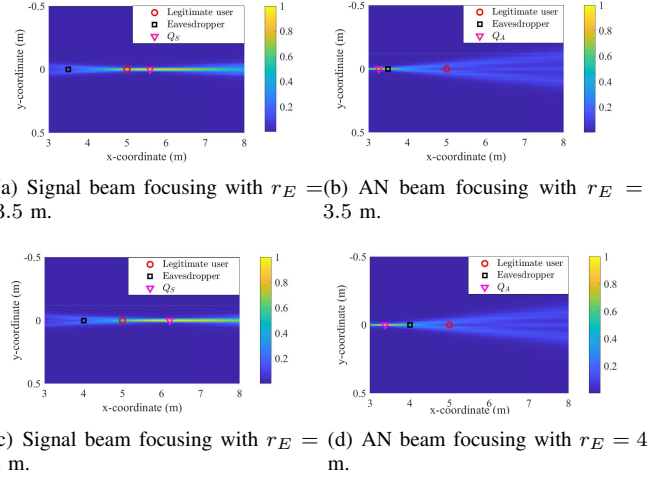 -0.5
0
0.5
y-coordinate (m)
3 4 5 6 7 8
x-coordinate (m)
Legitimate user
Eavesdropper
Q_S
1
0.8
0.6
0.4
0.2
-0.5
0
0.5
y-coordinate (m)
3 4 5 6 7 8
x-coordinate (m)
Legitimate user
Eavesdropper
Q_A
1
0.8
0.6
0.4
0.2
a) Signal beam focusing with r_E =
3.5 m.
(b) AN beam focusing with r_E =
3.5 m.
-0.5
0
0.5
y-coordinate (m)
3 4 5 6 7 8
x-coordinate (m)
Legitimate user
Eavesdropper
Q_S
1
0.8
0.6
0.4
0.2
-0.5
0
0.5
y-coordinate (m)
3 4 5 6 7 8
x-coordinate (m)
Legitimate user
Eavesdropper
Q_A
1
0.8
0.6
0.4
0.2
c) Signal beam focusing with r_E =
m.
(d) AN beam focusing with r_E = 4
m.